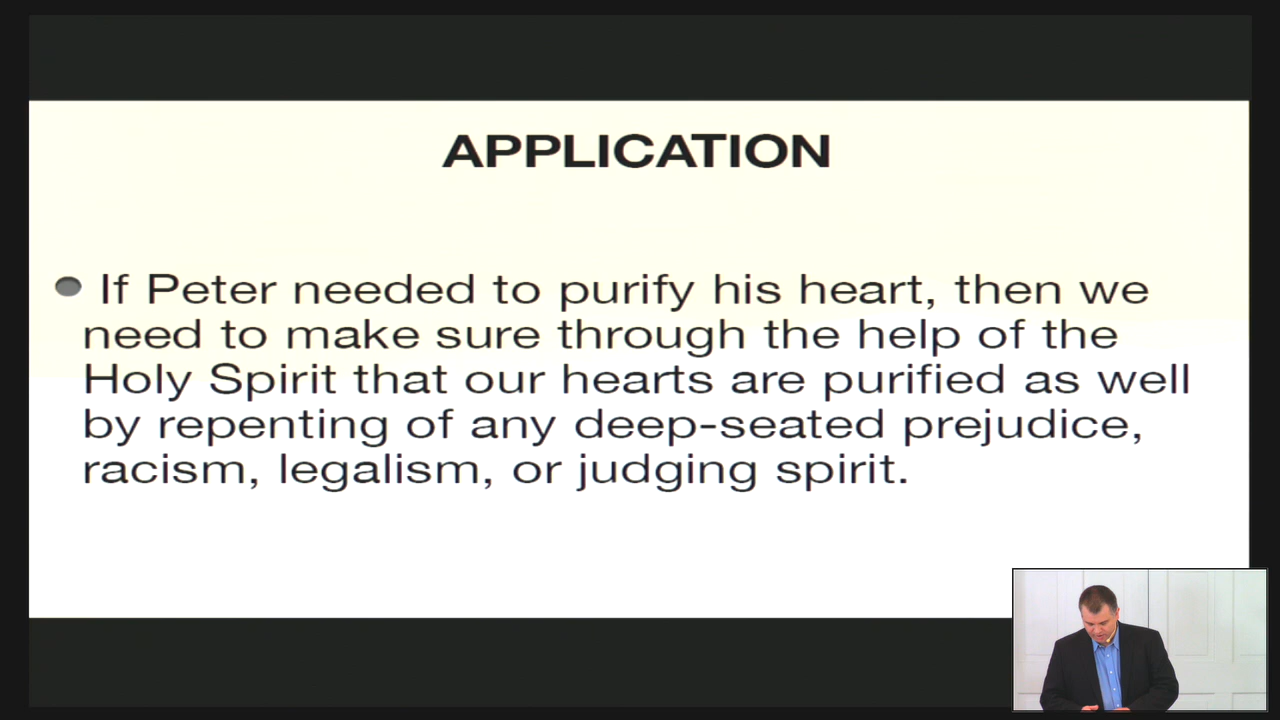 APPLICATION
If Peter needed to purify his heart, then we
need to make sure through the help of the
Holy Spirit that our hearts are purified as well
by repenting of any deep-seated prejudice,
racism, legalism, or judging spirit.